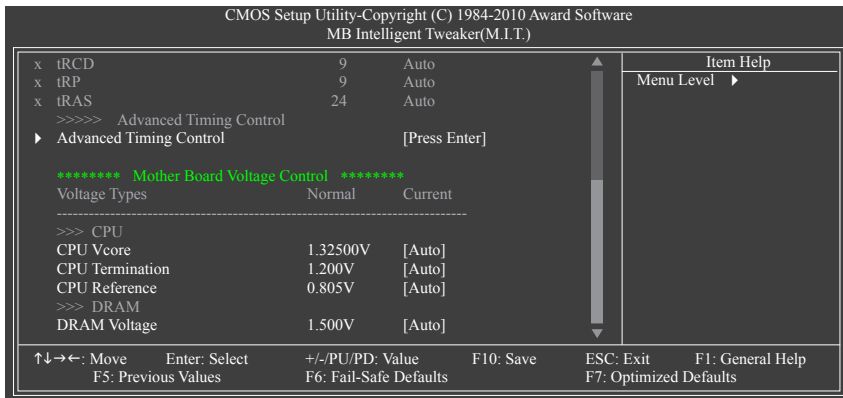 CMOS Setup Utility-Copyright (C) 1984-2010 Award Software
MB Intelligent Tweaker(M.I.T.)
x tRCD 9 Auto
x tRP 9 Auto
x tRAS 24 Auto
>>>>> Advanced Timing Control
Advanced Timing Control [Press Enter]
******** Mother Board Voltage Control ********
Voltage Types Normal Current
--------------------------------------------------------------------------------
>>> CPU
CPU Vcore 1.32500V [Auto]
CPU Termination 1.200V [Auto]
CPU Reference 0.805V [Auto]
>>> DRAM
DRAM Voltage 1.500V [Auto]
Item Help
Menu Level
↑↓→←: Move Enter: Select +/-/PU/PD: Value F10: Save ESC: Exit F1: General Help
F5: Previous Values F6: Fail-Safe Defaults F7: Optimized Defaults